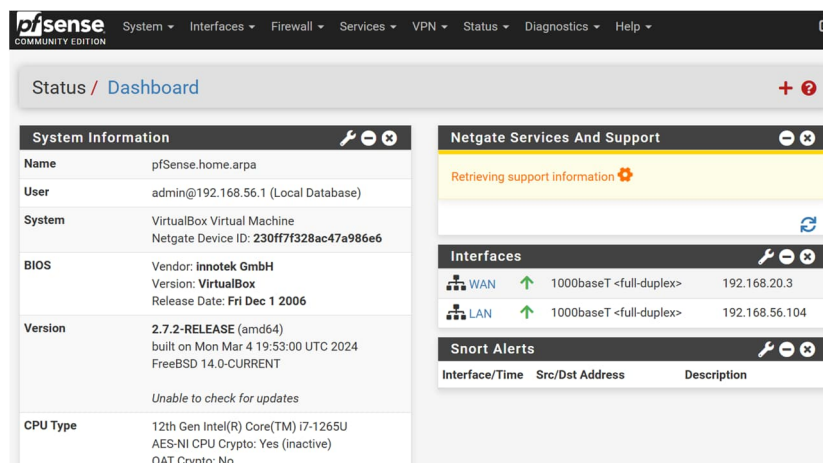 pfsense
COMMUNITY EDITION
System Interfaces Firewall Services VPN Status Diagnostics Help
Status / Dashboard
System Information
Name pfSense.home.arpa
User admin@192.168.56.1 (Local Database)
System VirtualBox Virtual Machine
Netgate Device ID: 230ff7f328ac47a986e6
BIOS Vendor: innotek GmbH
Version: VirtualBox
Release Date: Fri Dec 1 2006
Version 2.7.2-RELEASE (amd64)
built on Mon Mar 4 19:53:00 UTC 2024
FreeBSD 14.0-CURRENT
Unable to check for updates
CPU Type 12th Gen Intel(R) Core(TM) i7-1265U
AES-NI CPU Crypto: Yes (inactive)
QAT Crypto: No
Netgate Services And Support
Retrieving support information
Interfaces
WAN 1000baseT <full-duplex> 192.168.20.3
LAN 1000baseT <full-duplex> 192.168.56.104
Snort Alerts
Interface/Time Src/Dst Address Description